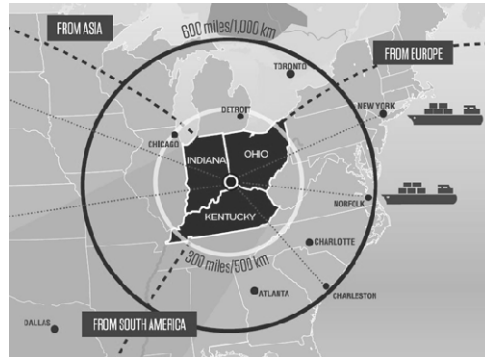 FROM ASIA
600 miles/1,000 km
FROM EUROPE
TORONTO
DETROIT
NEW YORK
CHICAGO
INDIANA
OHIO
NORFOLK
KENTUCKY
CHARLOTTE
300 miles/500 km
ATLANTA
CHARLESTON
DALLAS
FROM SOUTH AMERICA